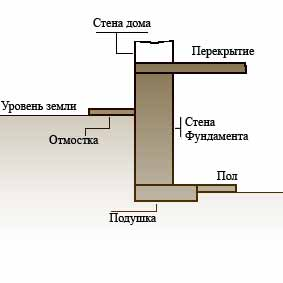 Стена дома
Перекрытие
Уровень земли
Отмостка
Стена
Фундамента
Пол
Подушка